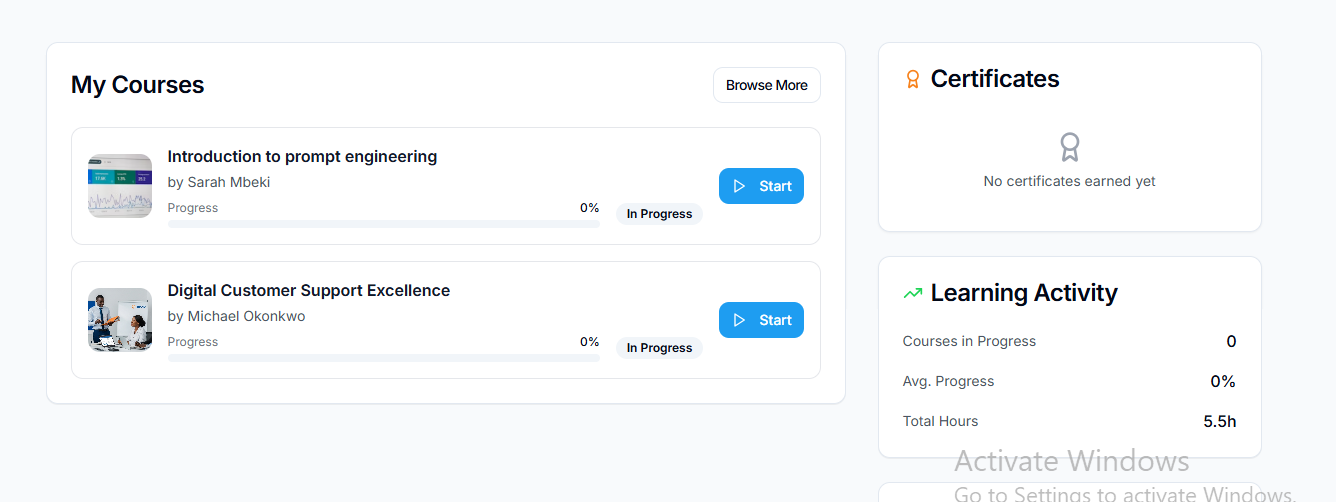 My Courses
Browse More
Introduction to prompt engineering
by Sarah Mbeki
Progress
0%
In Progress
Start
Digital Customer Support Excellence
by Michael Okonkwo
Progress
0%
In Progress
Start
Certificates
No certificates earned yet
Learning Activity
Courses in Progress
0
Avg. Progress
0%
Total Hours
5.5h
Activate Windows
Go to Settings to activate Windows.